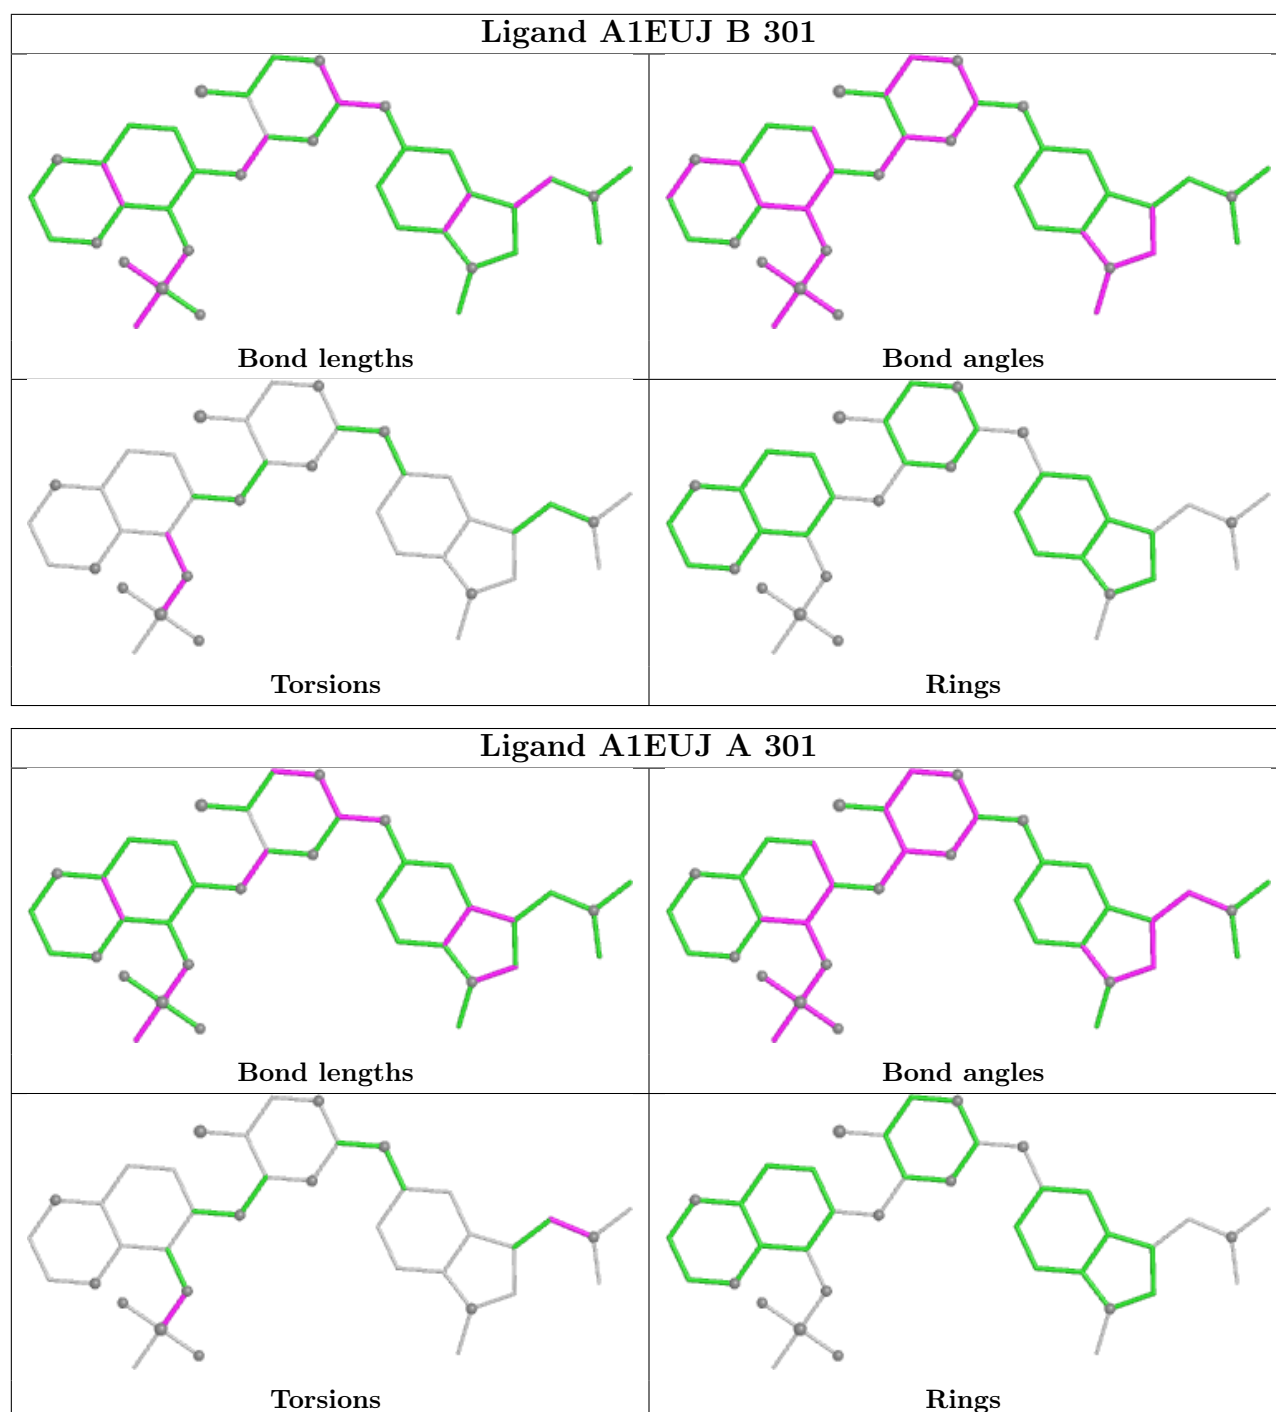 Ligand A1EUJ B 301
Bond lengths
Bond angles
Torsions
Rings
Ligand A1EUJ A 301
Bond lengths
Bond angles
Torsions
Rings